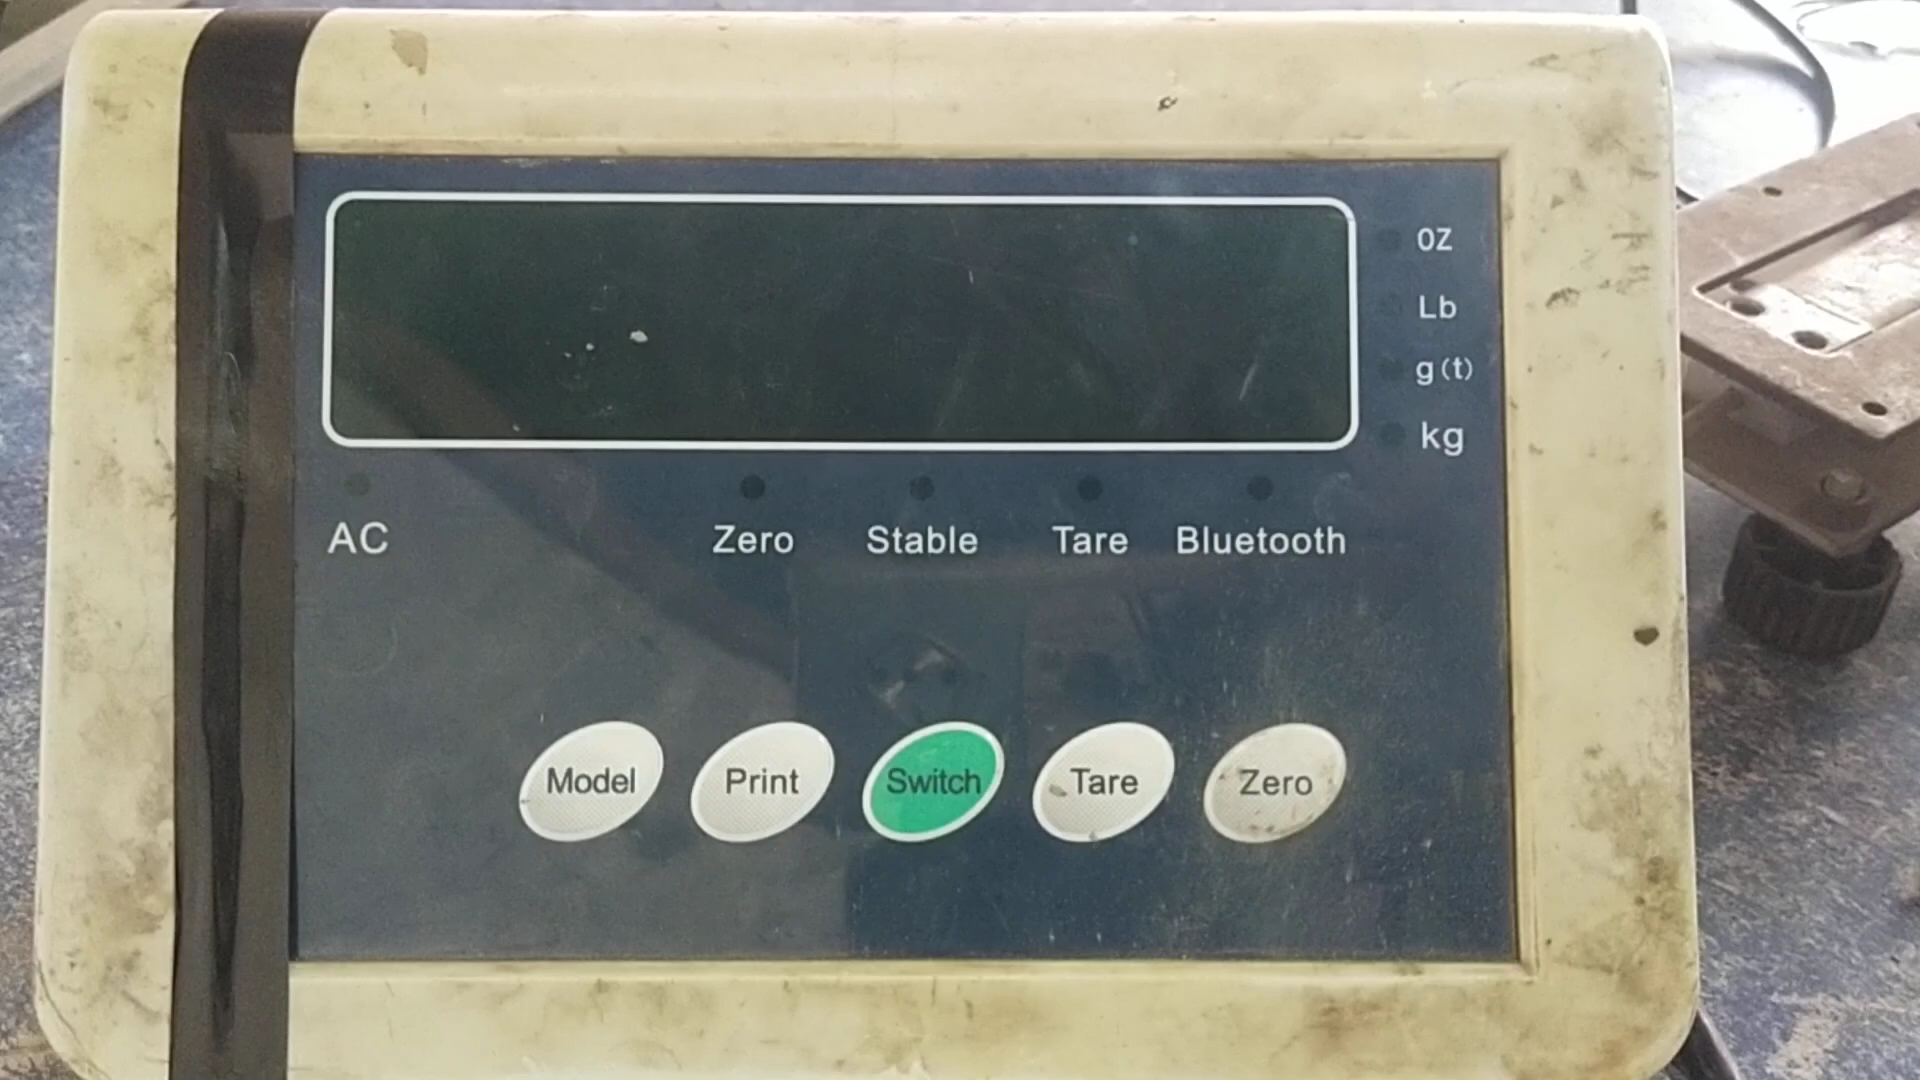 oz
Lb
g(t)
kg
AC Zero Stable Tare Bluetooth
Model Print Switch Tare Zero